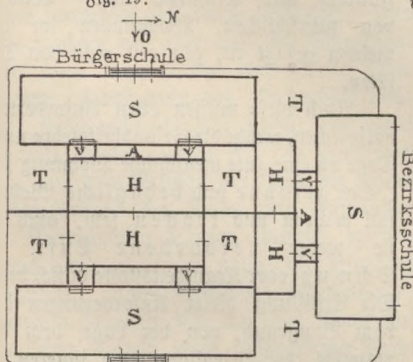 Fig. 19.
N
O
Bürgerschule
S
T
V A V
T H T H V
A S Bezirksschule
T H T H V
V V
S T